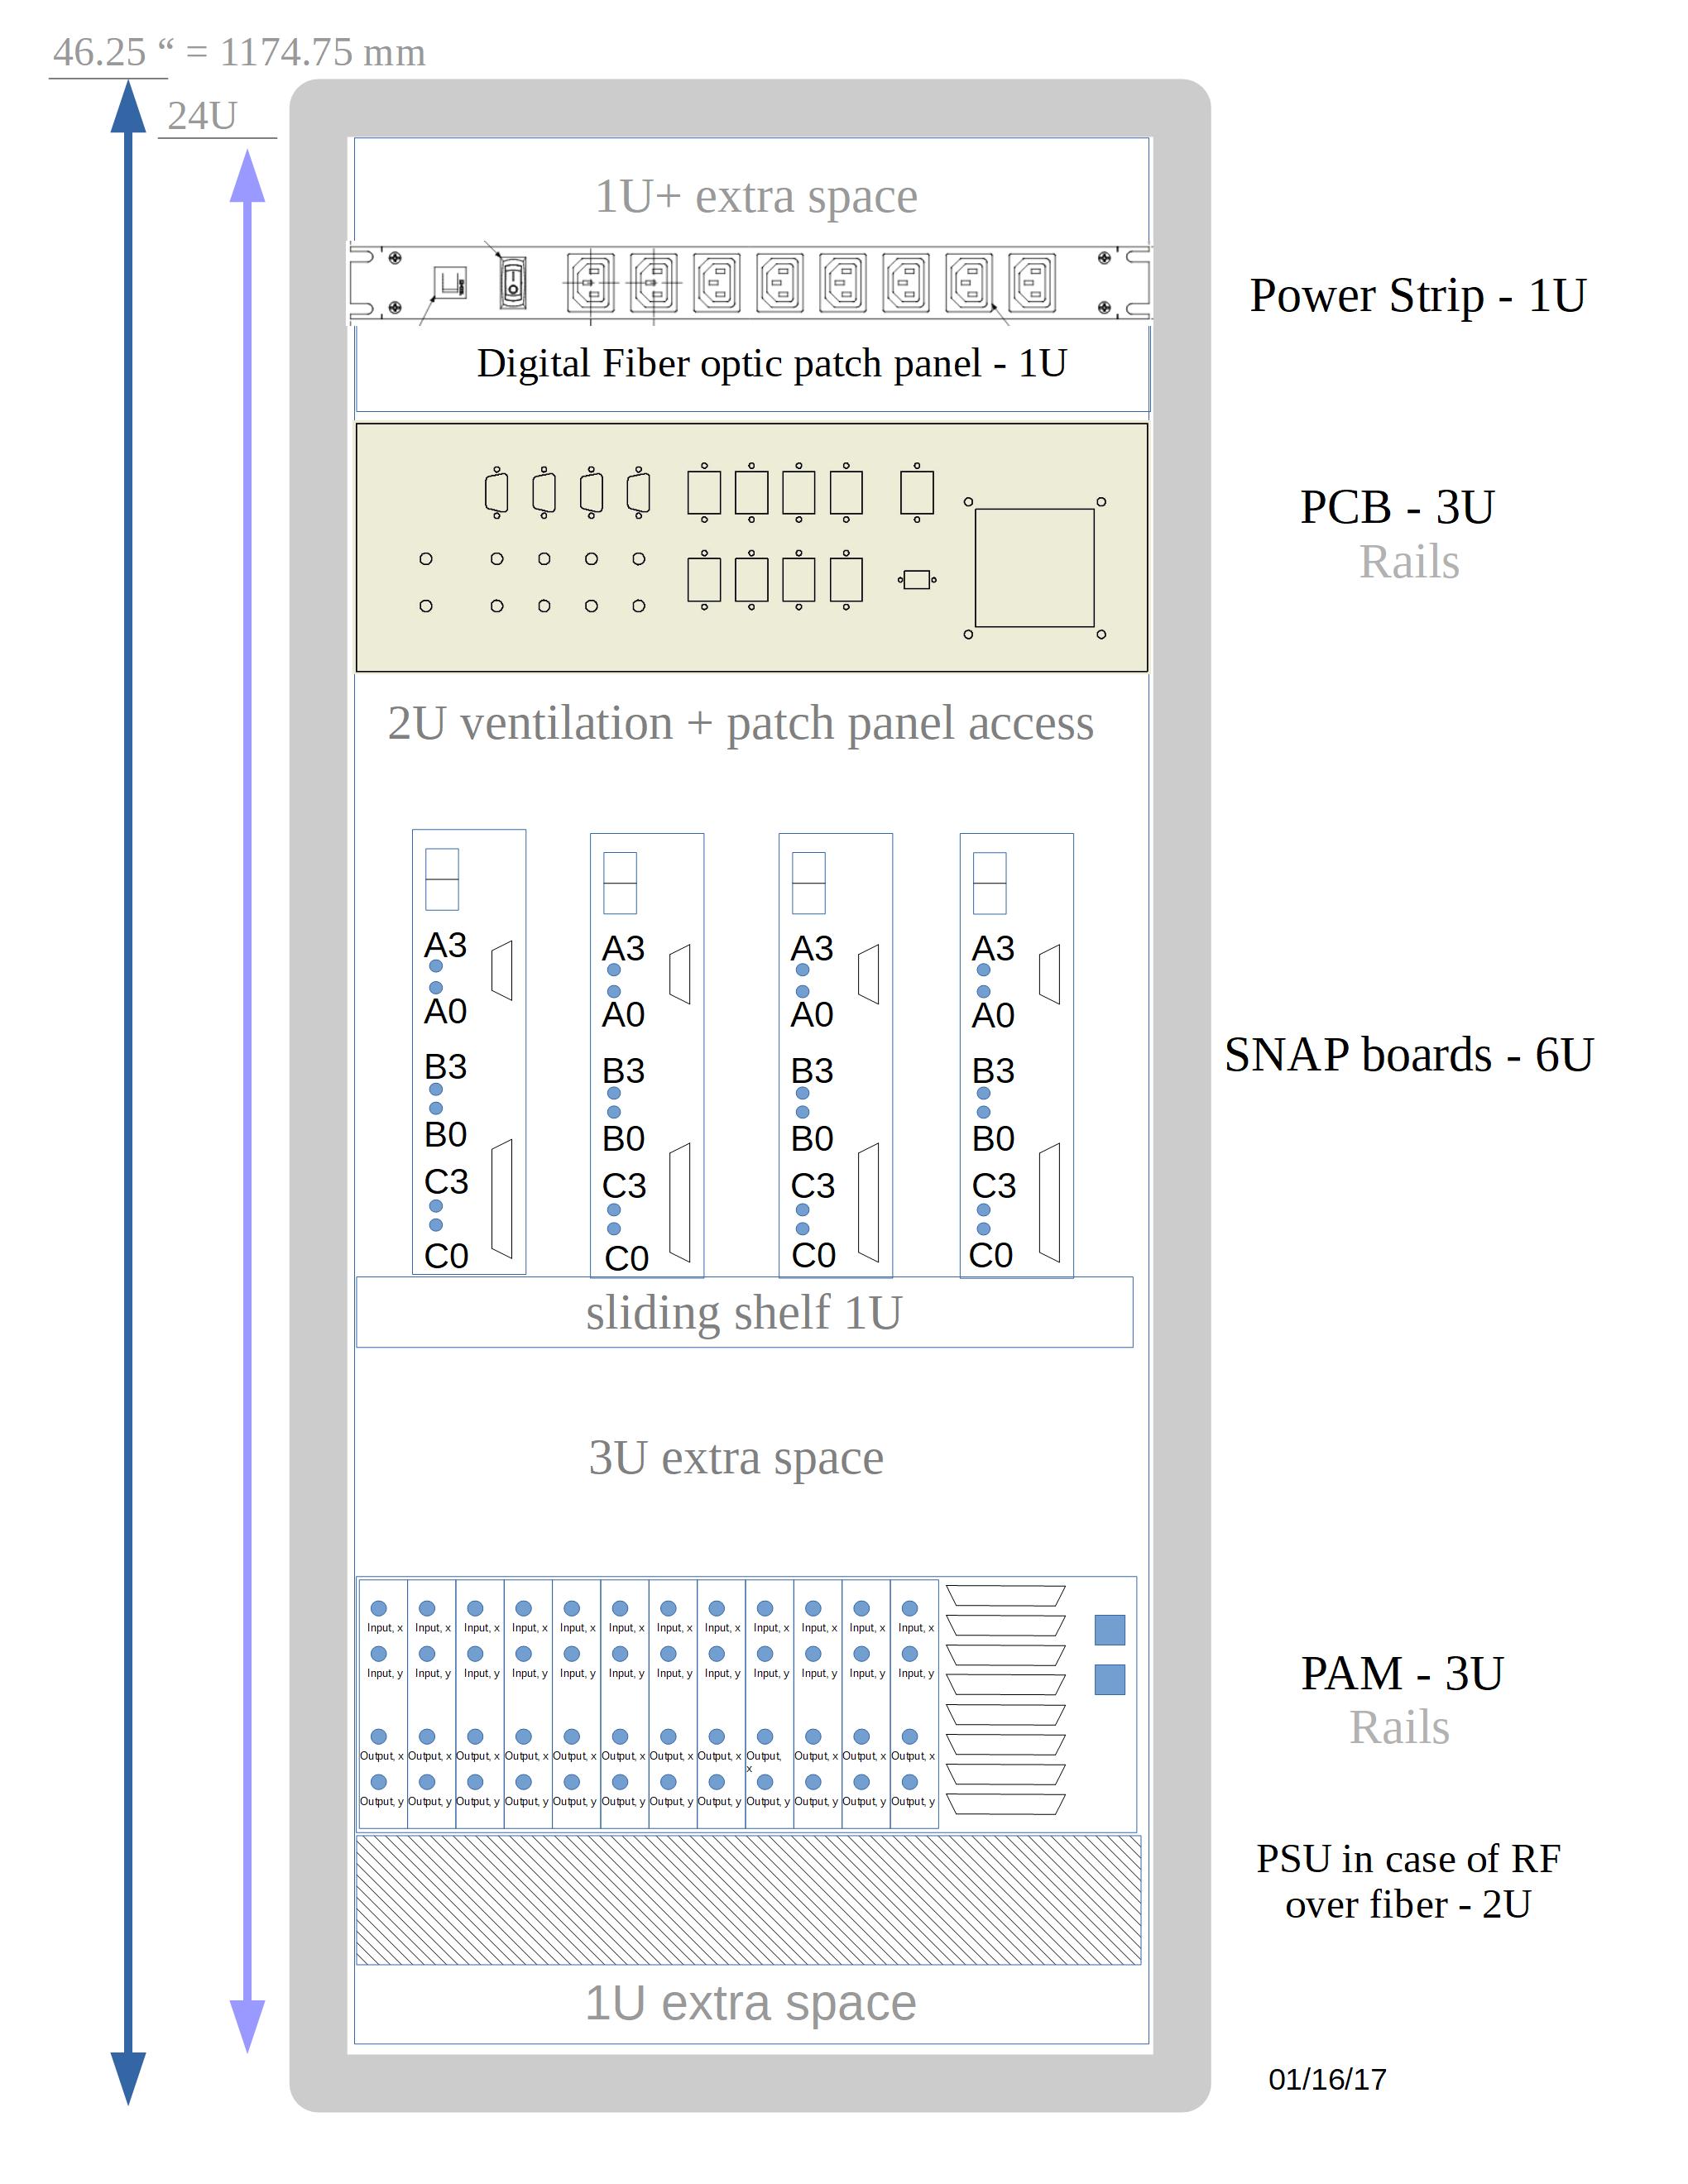 46.25 “ = 1174.75 mm
24U
1U+ extra space
Power Strip - 1U
Digital Fiber optic patch panel - 1U
PCB - 3U
Rails
2U ventilation + patch panel access
A3 A3 A3 A3
A0 A0 A0 A0
B3 B3 B3 B3
SNAP boards - 6U
B0 B0 B0 B0
C3 C3 C3 C3
C0 C0 C0 C0
sliding shelf 1U
3U extra space
Input, x Input, x Input, x Input, x Input, x Input, x Input, x Input, x Input, x Input, x Input, x Input, x
Input, y Input, y Input, y Input, y Input, y Input, y Input, y Input, y Input, y Input, y Input, y Input, y
PAM - 3U
Rails
Output, x Output, x Output, x Output, x Output, x Output, x Output, x Output, x Output, x Output, x Output, x Output, x
Output, y Output, y Output, y Output, y Output, y Output, y Output, y Output, y Output, y Output, y Output, y Output, y
PSU in case of RF
over fiber - 2U
1U extra space
01/16/17